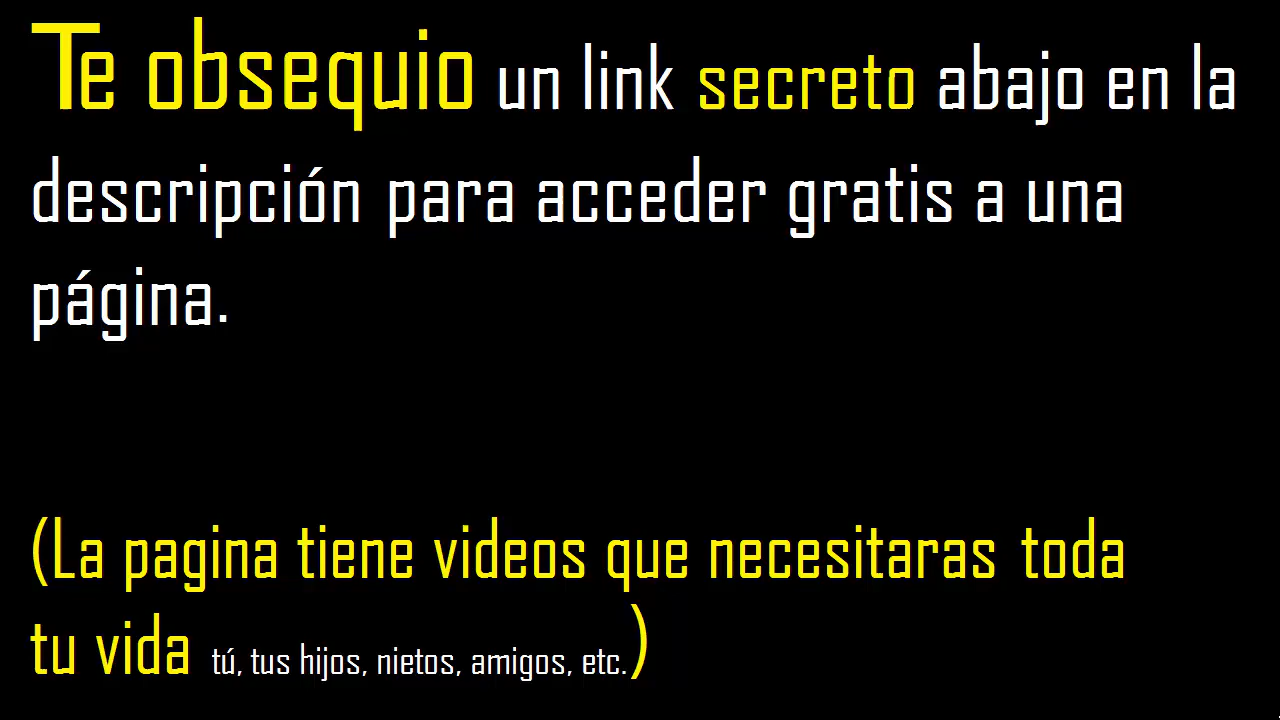 Te obsequio un link secreto abajo en la
descripción para acceder gratis a una
página.
(La pagina tiene videos que necesitaras toda
tu vida tú, tus hijos, nietos, amigos, etc.)